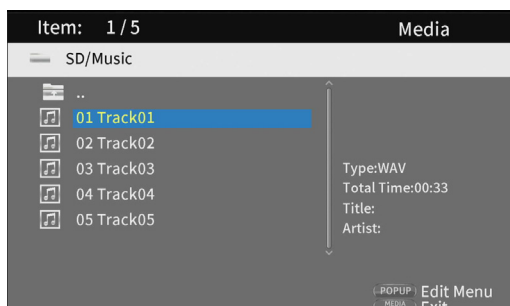 Item: 1/5 Media
SD/Music
..
01 Track01
02 Track02
03 Track03
04 Track04
05 Track05
Type:WAV
Total Time:00:33
Title:
Artist:
POPUP Edit Menu
MEDIA Exit